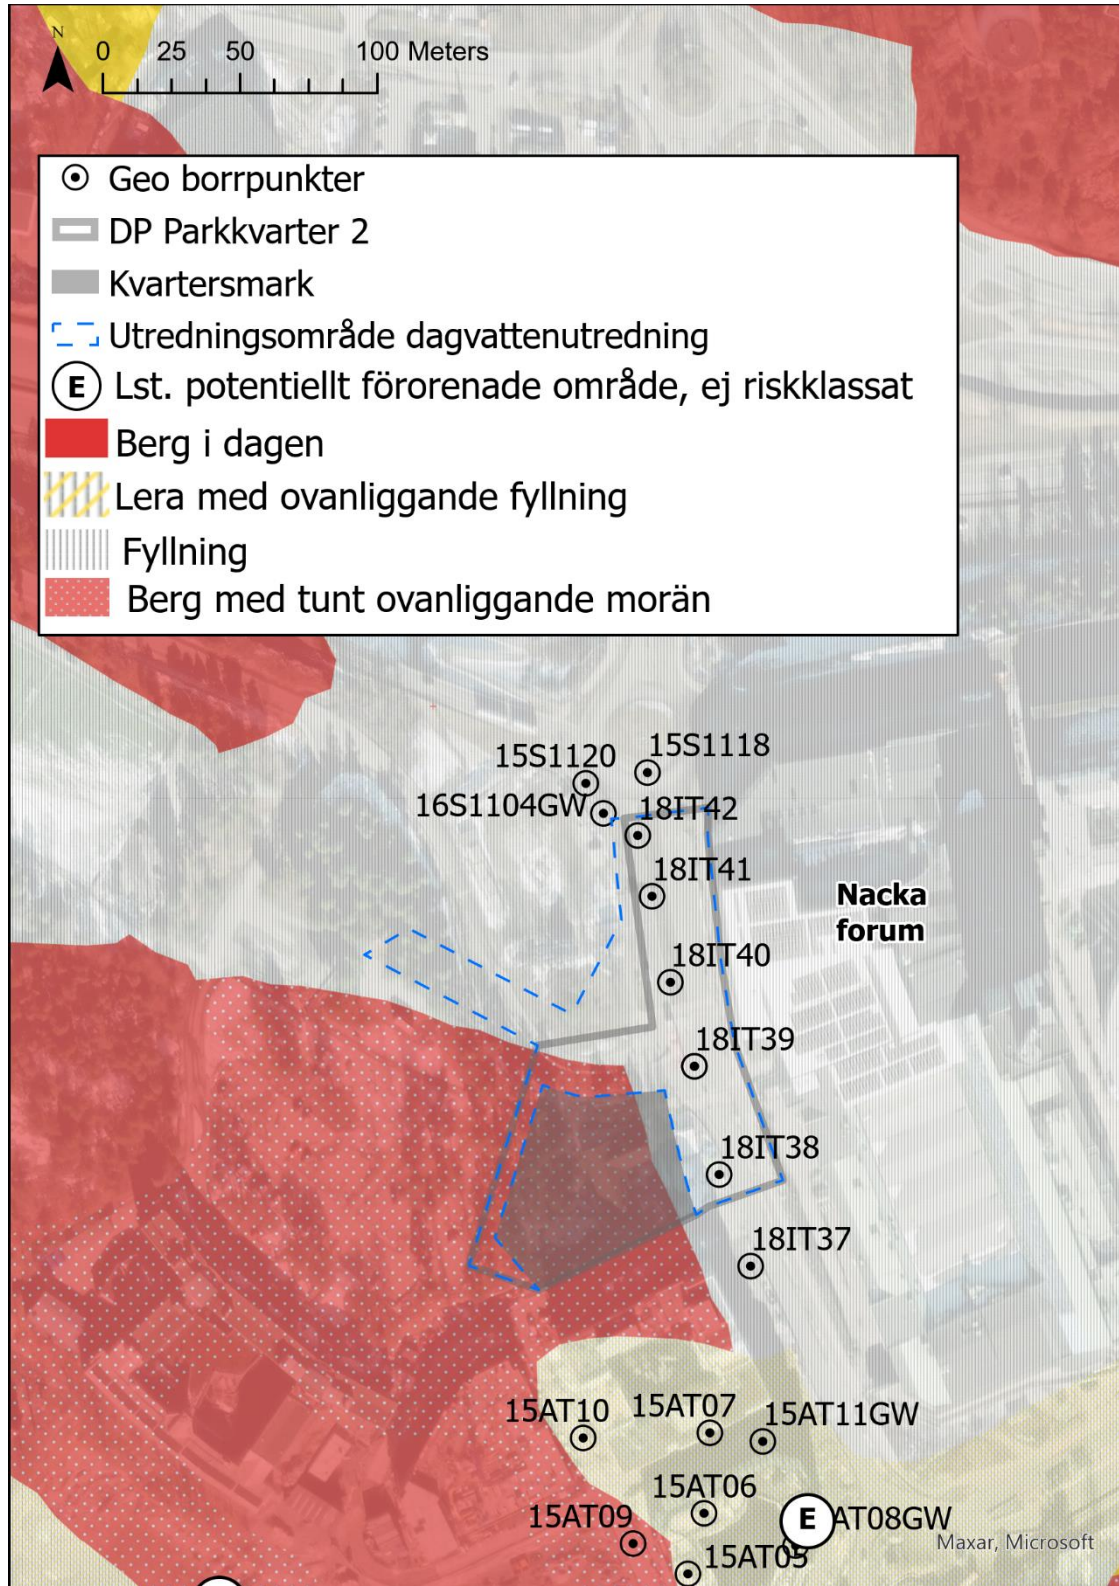 N
0 25 50 100 Meters
Geo borrpunkter
DP Parkkvarter 2
Kvartersmark
Utredningsområde dagvattenutredning
E Lst. potentiellt förorenade område, ej riskklassat
Berg i dagen
Lera med ovanliggande fyllning
Fyllning
Berg med tunt ovanliggande morän
15S1120
15S1118
16S1104GW
18IT42
18IT41
Nacka
forum
18IT40
18IT39
18IT38
18IT37
15AT10
15AT07
15AT11GW
15AT06
15AT09
E
AT08GW
Maxar, Microsoft
15AT05